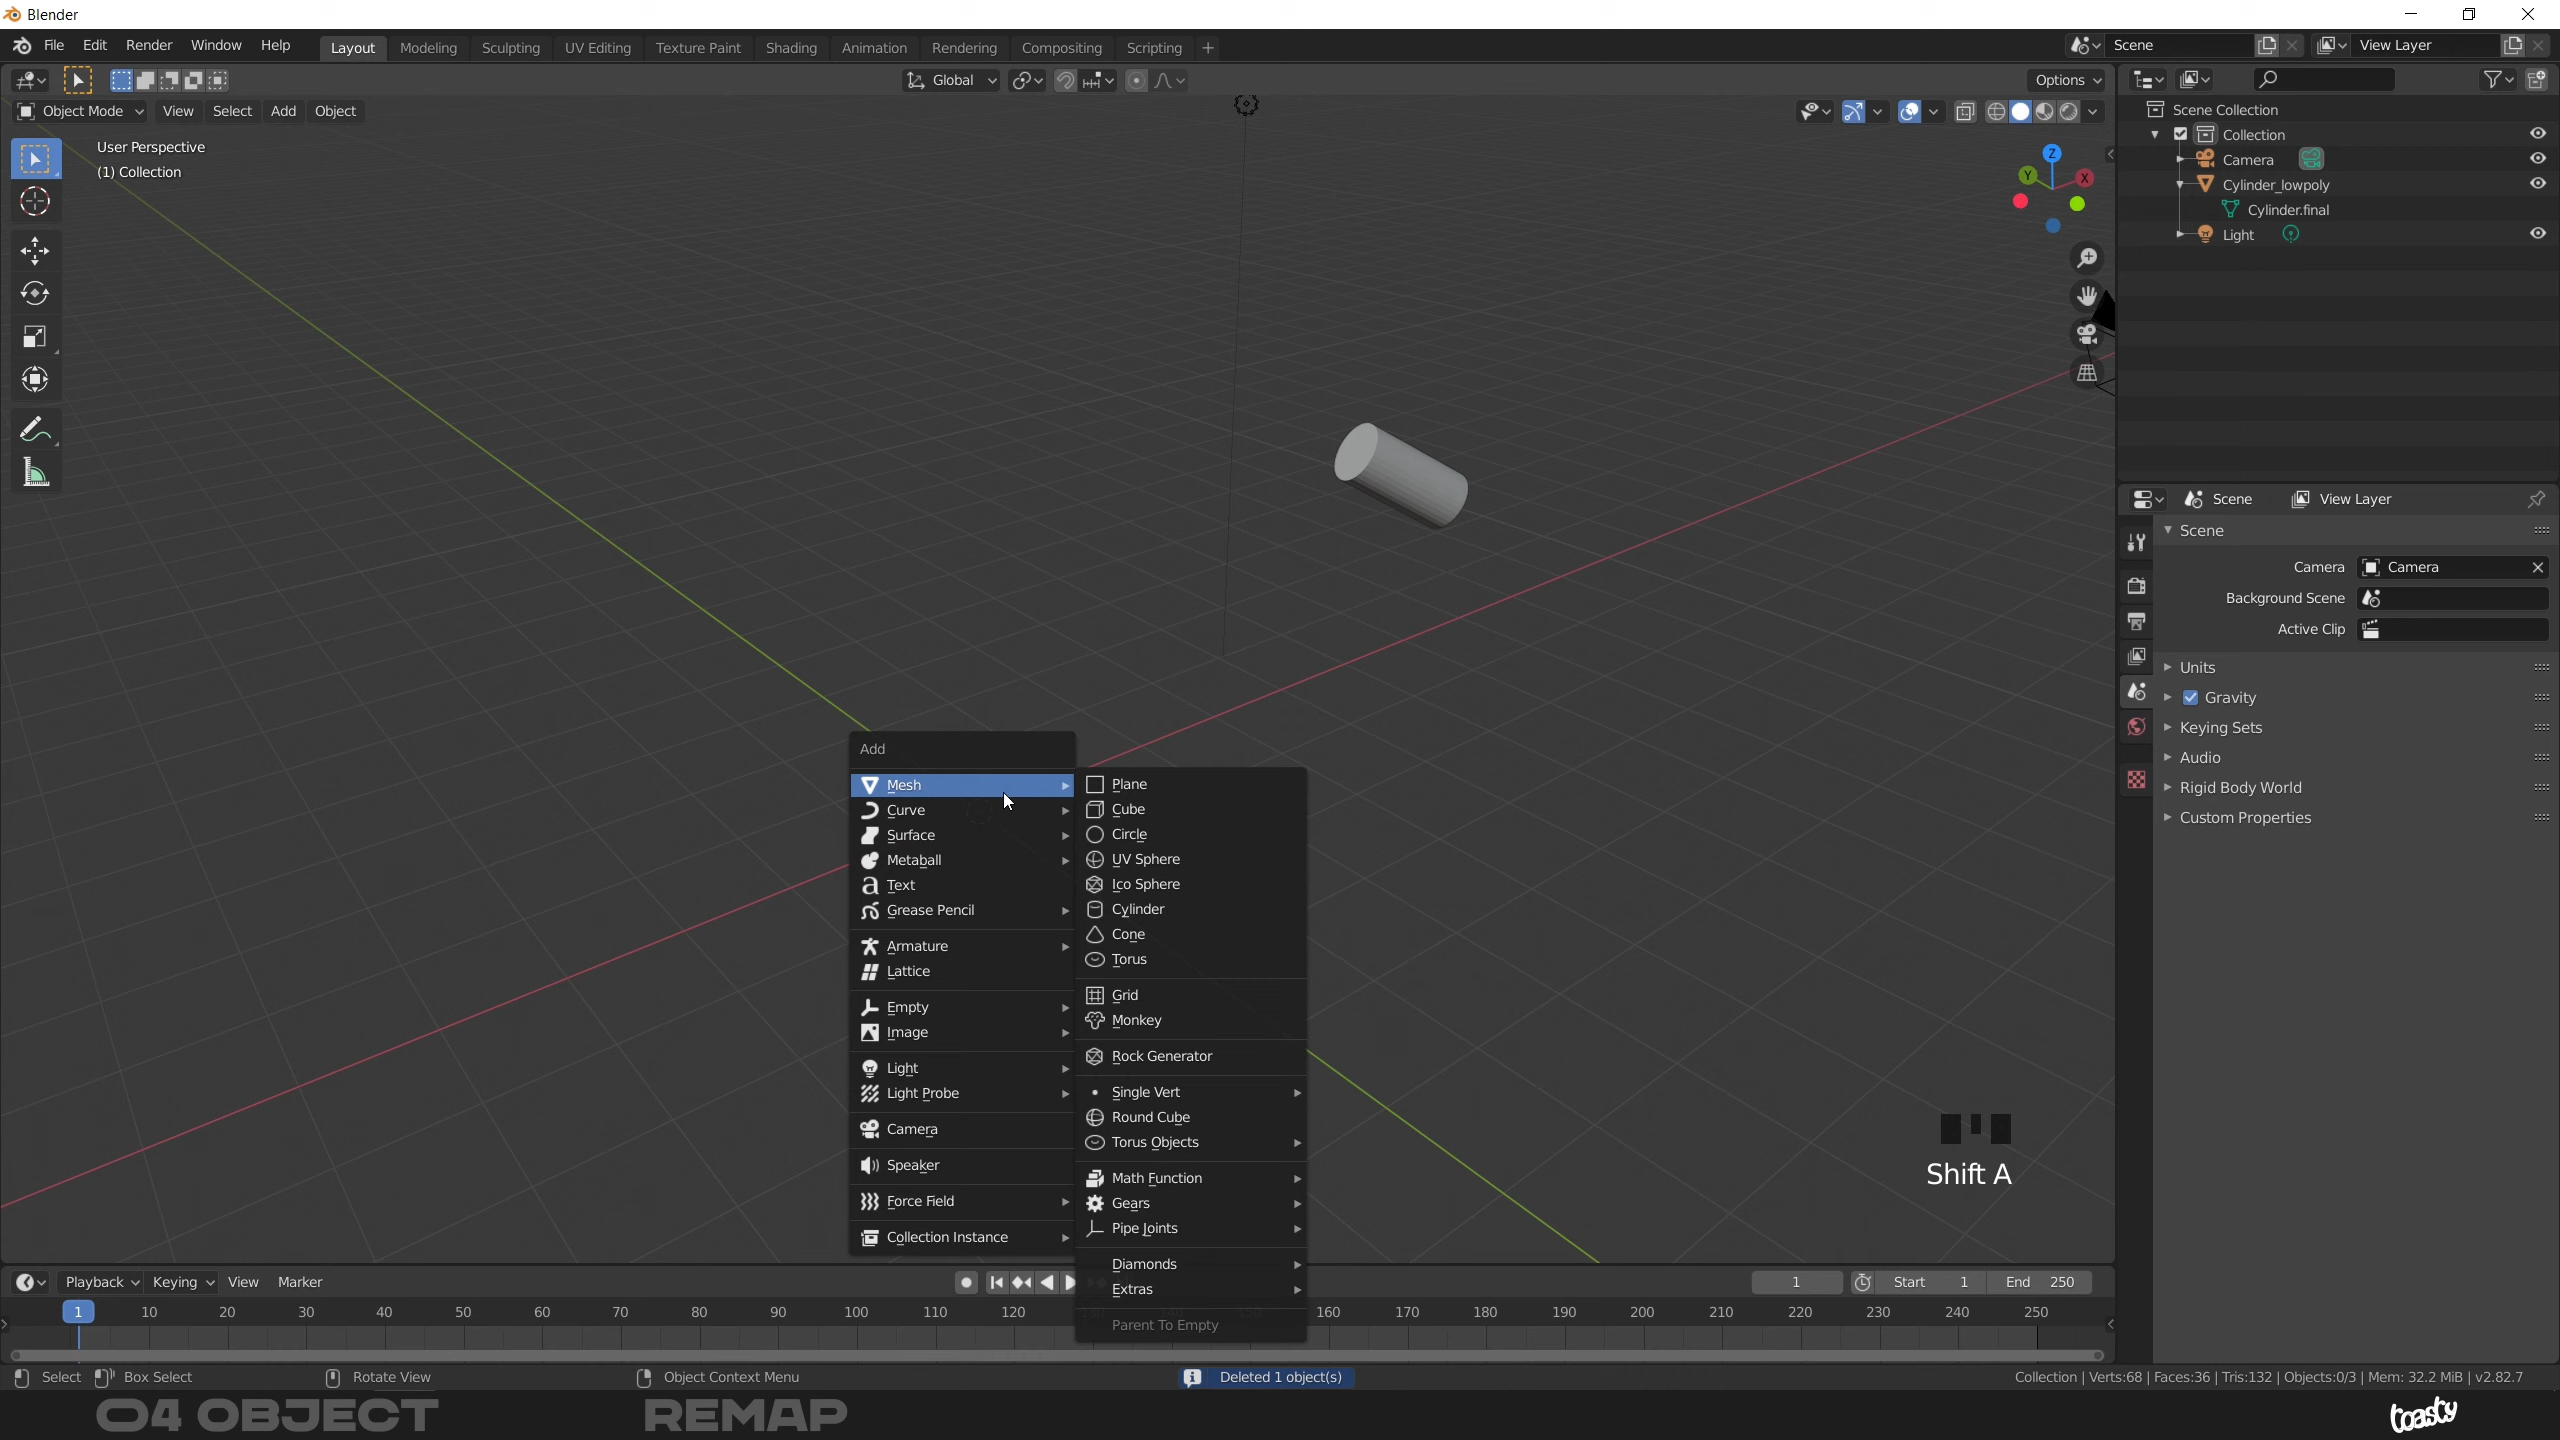 Blender
File Edit Render Window Help Layout Modeling Sculpting UV Editing Texture Paint Shading Animation Rendering Compositing Scripting + Scene View Layer
Global Options
Object Mode View Select Add Object
User Perspective
(1) Collection
Z
Y
X
Scene Collection
Collection
Camera
Cylinder_lowpoly
Cylinder.final
Light
Scene View Layer
Scene
Camera Camera
Background Scene
Active Clip
Units
Gravity
Keying Sets
Audio
Rigid Body World
Custom Properties
Add
Mesh
Curve
Surface
Metaball
Text
Grease Pencil
Armature
Lattice
Empty
Image
Light
Light Probe
Camera
Speaker
Force Field
Collection Instance
Plane
Cube
Circle
UV Sphere
Ico Sphere
Cylinder
Cone
Torus
Grid
Monkey
Rock Generator
Single Vert
Round Cube
Torus Objects
Math Function
Gears
Pipe Joints
Diamonds
Extras
Parent To Empty
Shift A
Playback Keying View Marker 1 Start 1 End 250
1 10 20 30 40 50 60 70 80 90 100 110 120 160 170 180 190 200 210 220 230 240 250
Select Box Select Rotate View Object Context Menu Deleted 1 object(s) Collection | Verts:68 | Faces:36 | Tris:132 | Objects:0/3 | Mem: 32.2 MiB | v2.82.7
04 OBJECT REMAP toasty